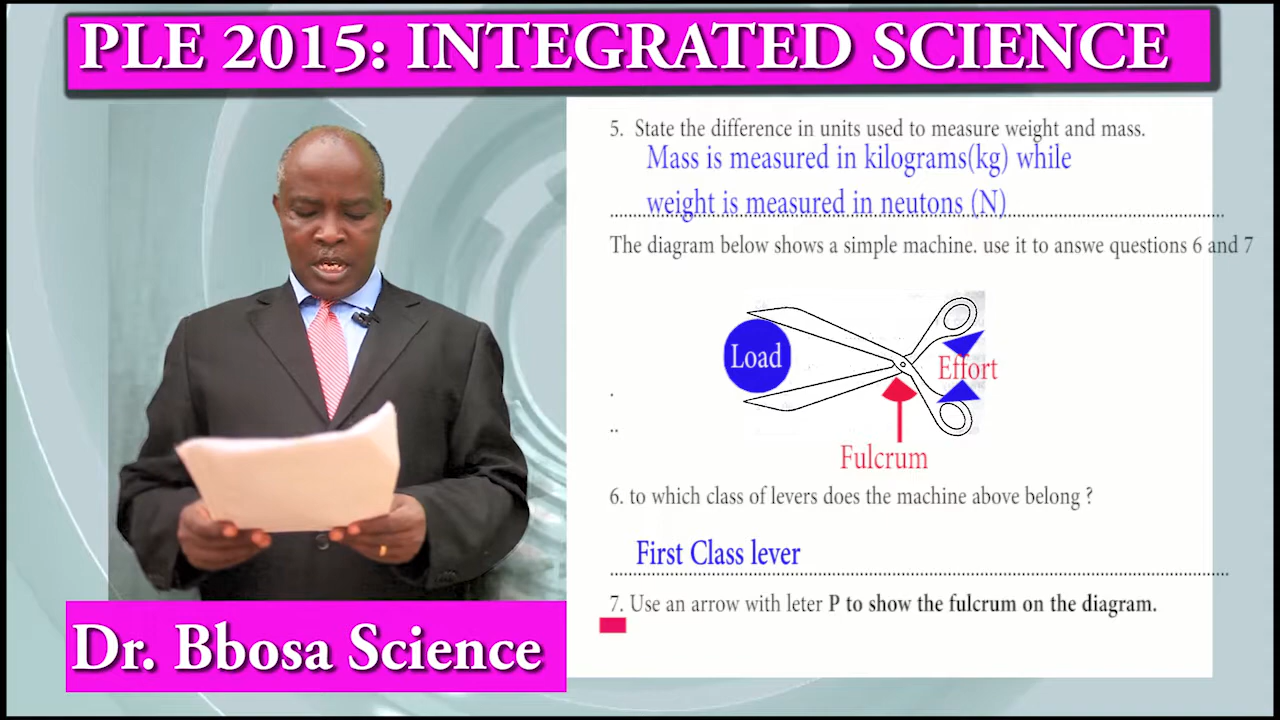 PLE 2015: INTEGRATED SCIENCE
5. State the difference in units used to measure weight and mass.
Mass is measured in kilograms(kg) while
weight is measured in neutons (N)
The diagram below shows a simple machine. use it to answe questions 6 and 7
Load
Effort
Fulcrum
6. to which class of levers does the machine above belong ?
First Class lever
7. Use an arrow with leter P to show the fulcrum on the diagram.
Dr. Bbosa Science